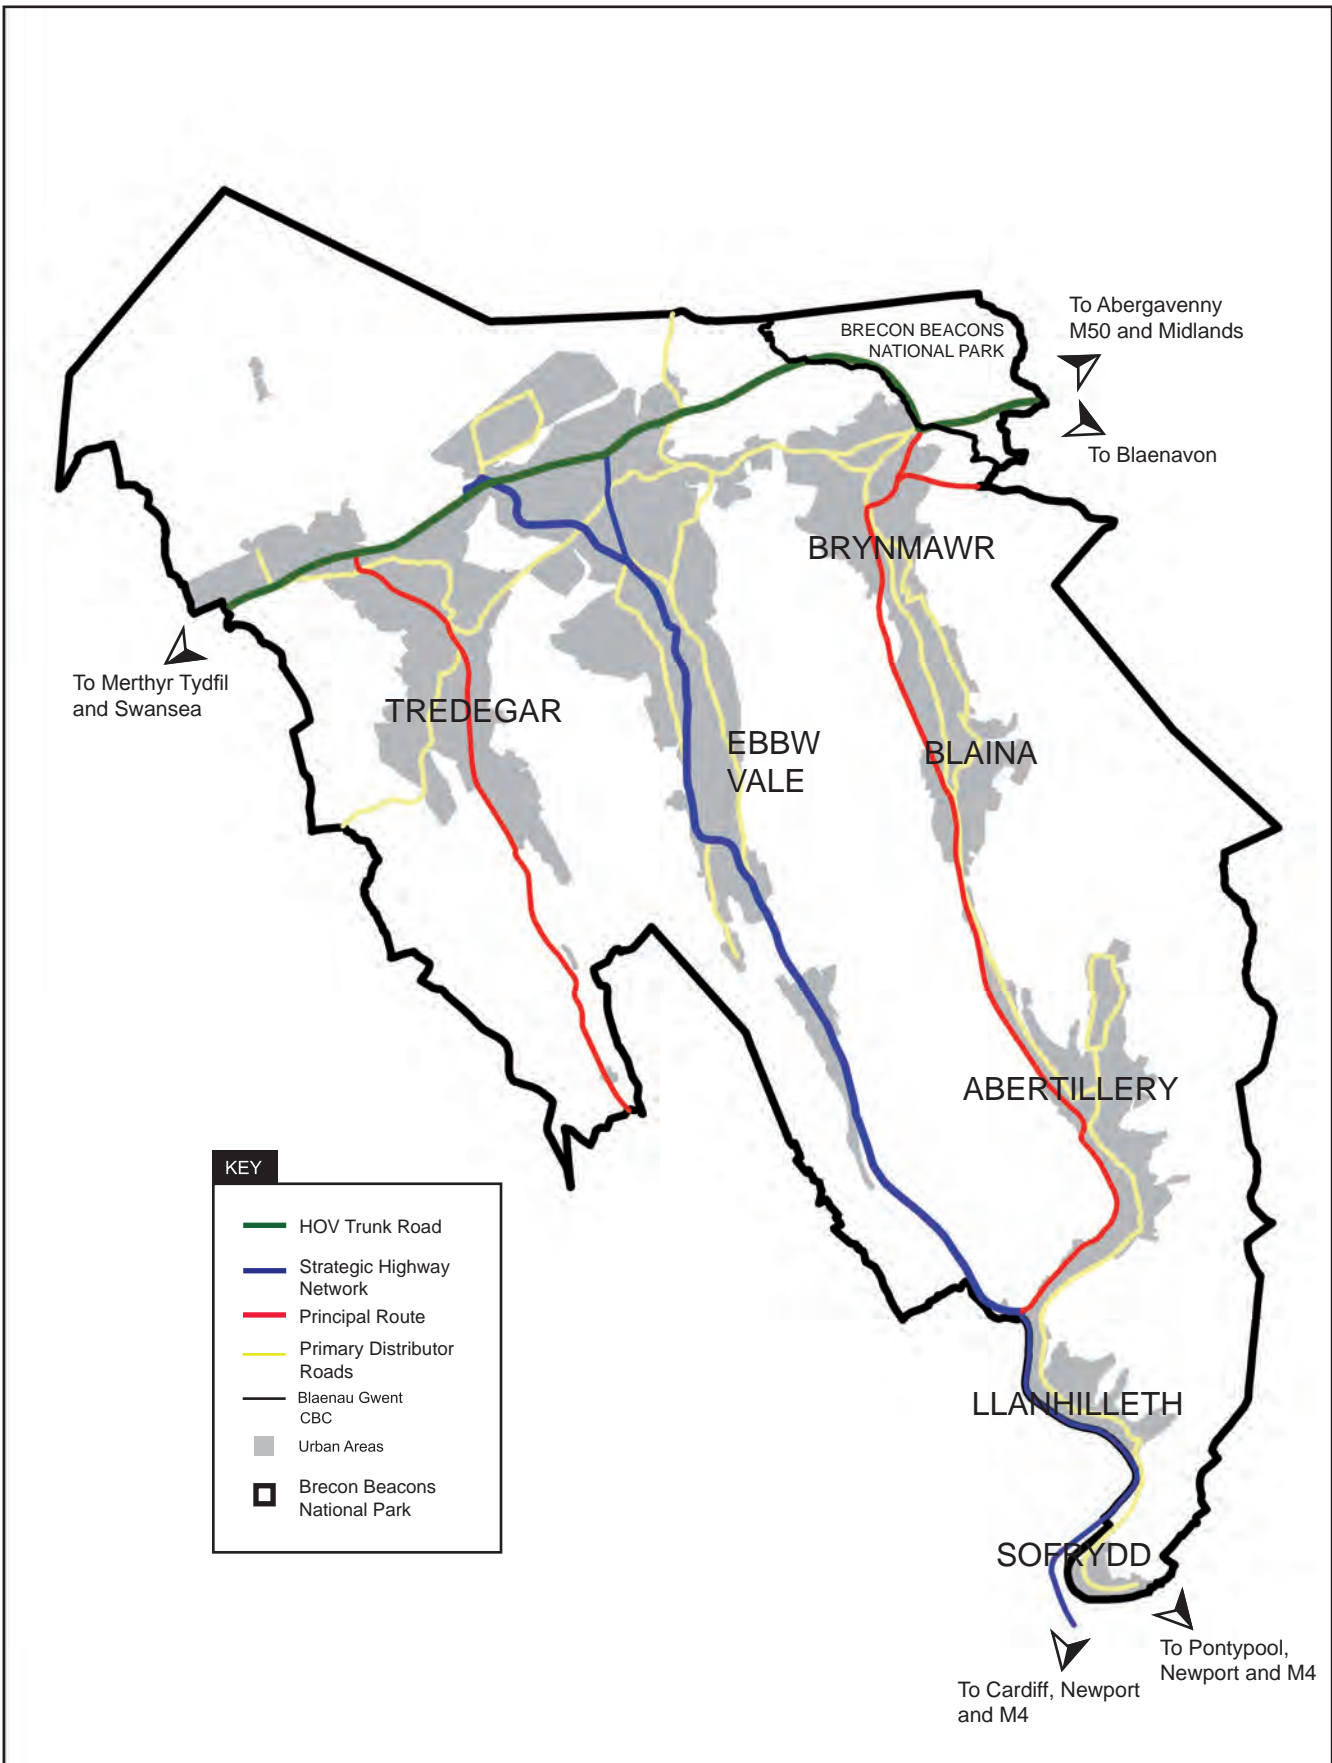 To Abergavenny
M50 and Midlands
BRECON BEACONS
NATIONAL PARK
To Blaenavon
BRYNMAWR
To Merthyr Tydfil
and Swansea
TREDEGAR
EBBW
VALE
BLAINA
ABERTILLERY
KEY
HOV Trunk Road
Strategic Highway
Network
Principal Route
Primary Distributor
Roads
Blaenau Gwent
CBC
Urban Areas
Brecon Beacons
National Park
LLANHILLETH
SOFRYDD
To Pontypool,
Newport and M4
To Cardiff, Newport
and M4